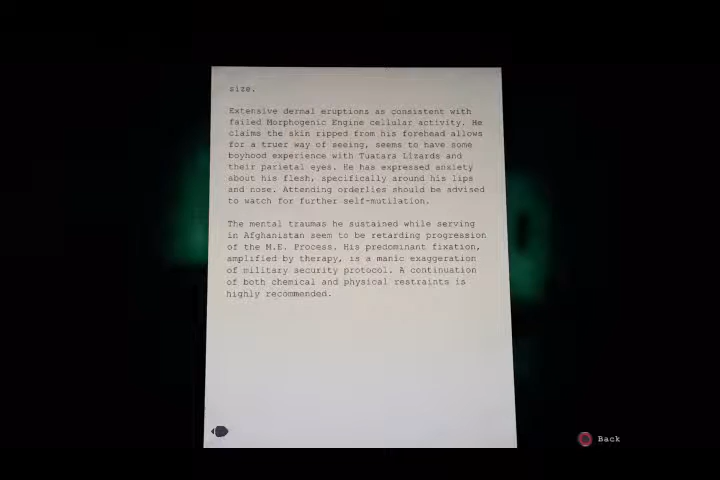 size.
Extensive dermal eruptions as consistent with
failed Morphogenic Engine cellular activity. He
claims the skin ripped from his forehead allows
for a truer way of seeing, seems to have some
boyhood experience with Tuatara Lizards and
their parietal eyes. He has expressed anxiety
about his flesh, specifically around his lips
and nose. Attending orderlies should be advised
to watch for further self-mutilation.
The mental traumas he sustained while serving
in Afghanistan seem to be retarding progression
of the M.E. Process. His predominant fixation,
amplified by therapy, is a manic exaggeration
of military security protocol. A continuation
of both chemical and physical restraints is
highly recommended.
Back